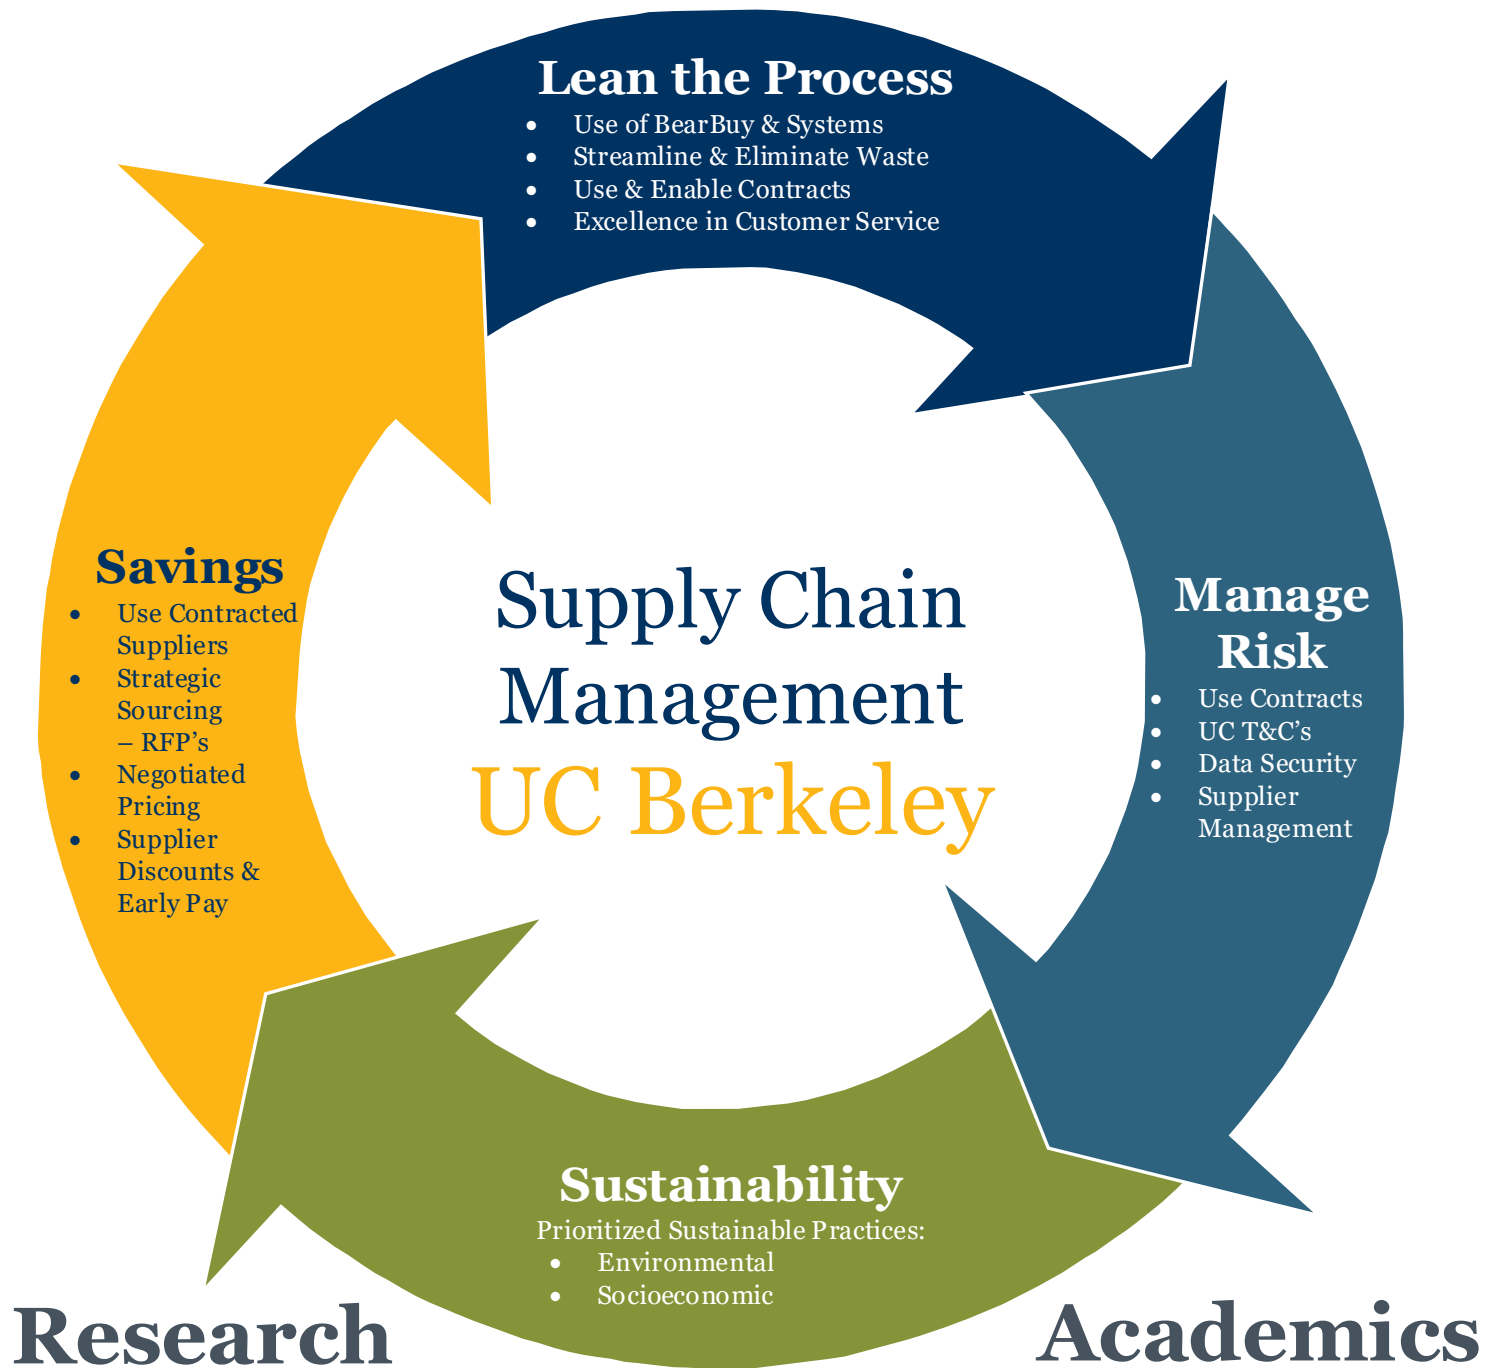 Lean the Process
• Use of BearBuy & Systems
• Streamline & Eliminate Waste
• Use & Enable Contracts
• Excellence in Customer Service
Manage
Risk
• Use Contracts
• UC T&C’s
• Data Security
• Supplier
Management
Sustainability
Prioritized Sustainable Practices:
• Environmental
• Socioeconomic
Savings
• Use Contracted
Suppliers
• Strategic
Sourcing
– RFP’s
• Negotiated
Pricing
• Supplier
Discounts &
Early Pay
Supply Chain
Management
UC Berkeley
Research
Academics